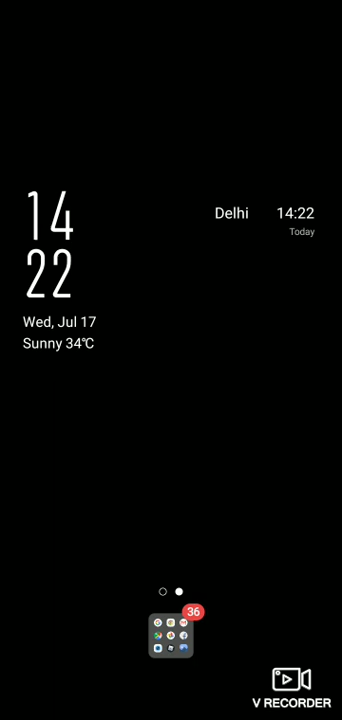 14
22
Delhi 14:22
Today
Wed, Jul 17
Sunny 34℃
36
V RECORDER